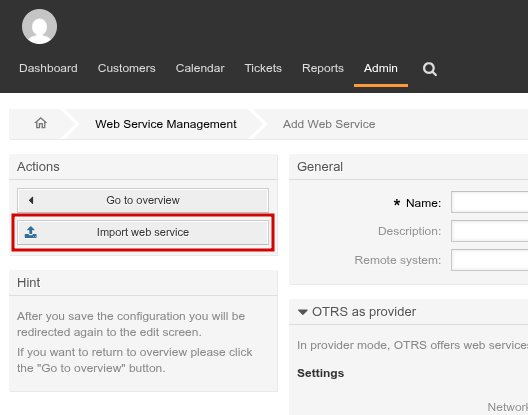 Dashboard Customers Calendar Tickets Reports Admin
Web Service Management Add Web Service
Actions
Go to overview
Import web service
Hint
After you save the configuration you will be
redirected again to the edit screen.
If you want to return to overview please click
the "Go to overview" button.
General
* Name:
Description:
Remote system:
OTRS as provider
In provider mode, OTRS offers web services
Settings
Network